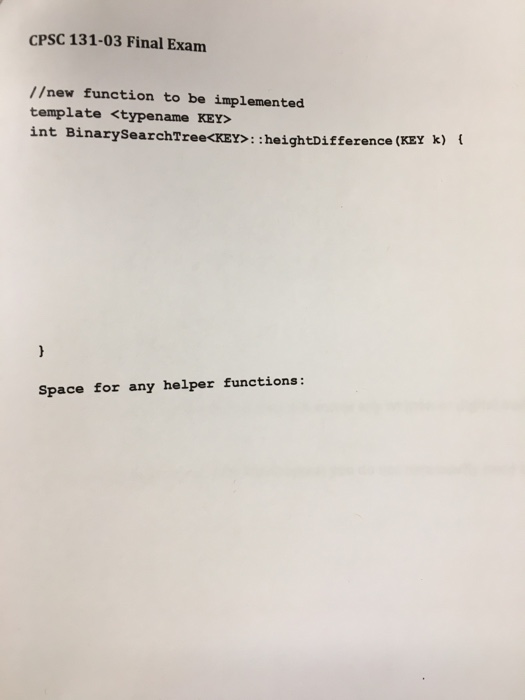 CPSC 131-03 Final Exam
//new function to be implemented
template <typename KEY>
int BinarySearchTree<KEY>::heightDifference(KEY k) {
}
Space for any helper functions: